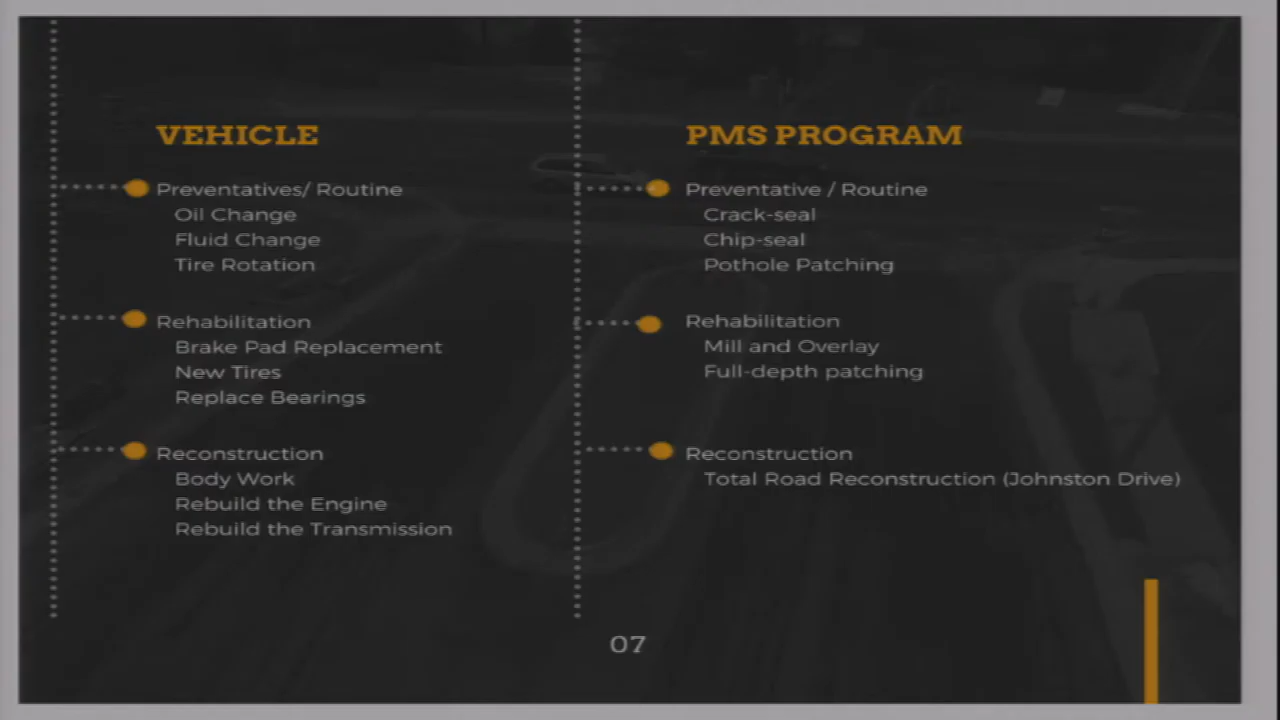 VEHICLE
Preventatives/ Routine
Oil Change
Fluid Change
Tire Rotation
Rehabilitation
Brake Pad Replacement
New Tires
Replace Bearings
Reconstruction
Body Work
Rebuild the Engine
Rebuild the Transmission
PMS PROGRAM
Preventative / Routine
Crack-seal
Chip-seal
Pothole Patching
Rehabilitation
Mill and Overlay
Full-depth patching
Reconstruction
Total Road Reconstruction (Johnston Drive)
07